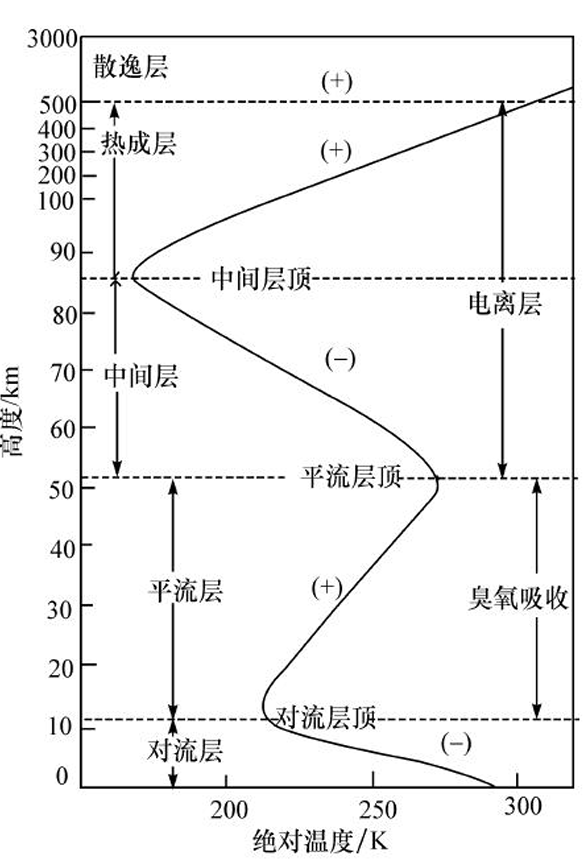 3000
散逸层
(+)
500
400
热成层
300
(+)
200
100
90
中间层顶
电离层
80
(−)
70
中间层
高度/km
60
平流层顶
50
40
(+)
平流层
臭氧吸收
30
20
对流层顶
10
(−)
对流层
0
200
250
300
绝对温度/K